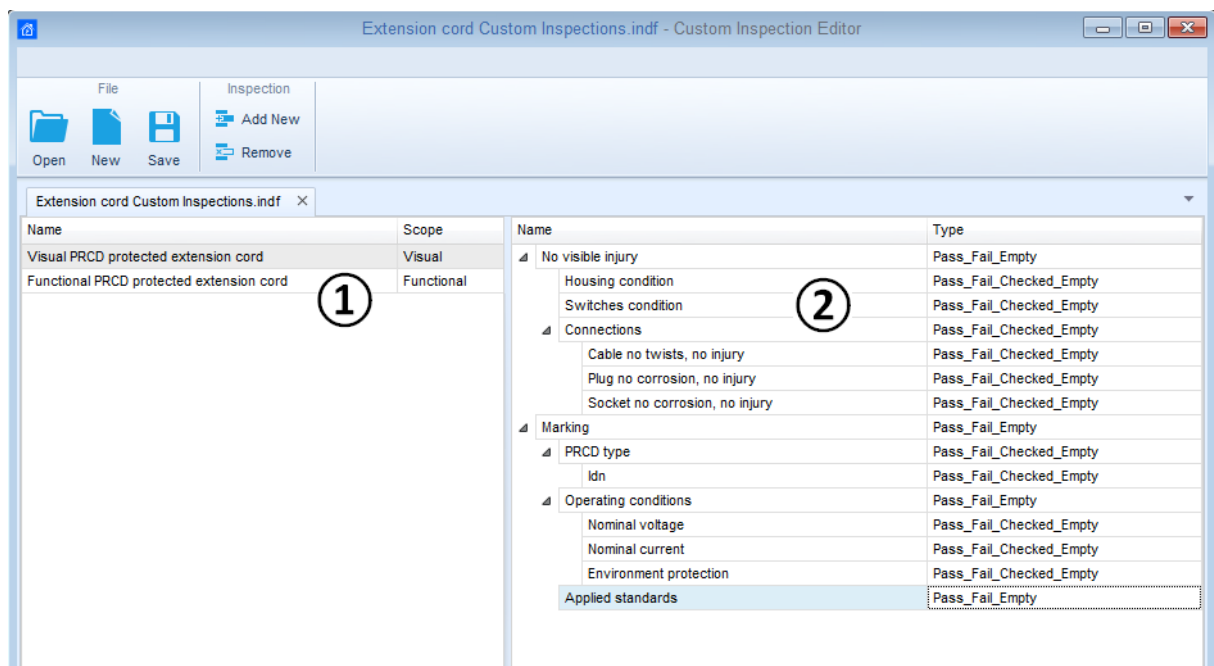 Extension cord Custom Inspections.indf - Custom Inspection Editor
File
Inspection
Open
New
Save
Add New
Remove
Extension cord Custom Inspections.indf
Name Scope
Visual PRCD protected extension cord Visual
Functional PRCD protected extension cord Functional
1
Name Type
No visible injury Pass_Fail_Empty
Housing condition Pass_Fail_Checked_Empty
Switches condition Pass_Fail_Checked_Empty
2
Connections Pass_Fail_Checked_Empty
Cable no twists, no injury Pass_Fail_Checked_Empty
Plug no corrosion, no injury Pass_Fail_Checked_Empty
Socket no corrosion, no injury Pass_Fail_Checked_Empty
Marking Pass_Fail_Empty
PRCD type Pass_Fail_Checked_Empty
Idn Pass_Fail_Checked_Empty
Operating conditions Pass_Fail_Checked_Empty
Nominal voltage Pass_Fail_Checked_Empty
Nominal current Pass_Fail_Checked_Empty
Environment protection Pass_Fail_Checked_Empty
Applied standards Pass_Fail_Empty